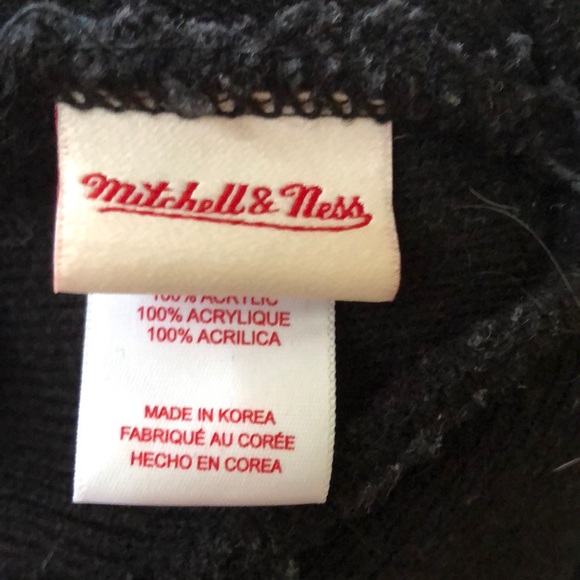 Mitchell & Ness
100% ACRYLIC
100% ACRYLIQUE
100% ACRILICA
MADE IN KOREA
FABRIQUÉ AU CORÉE
HECHO EN COREA